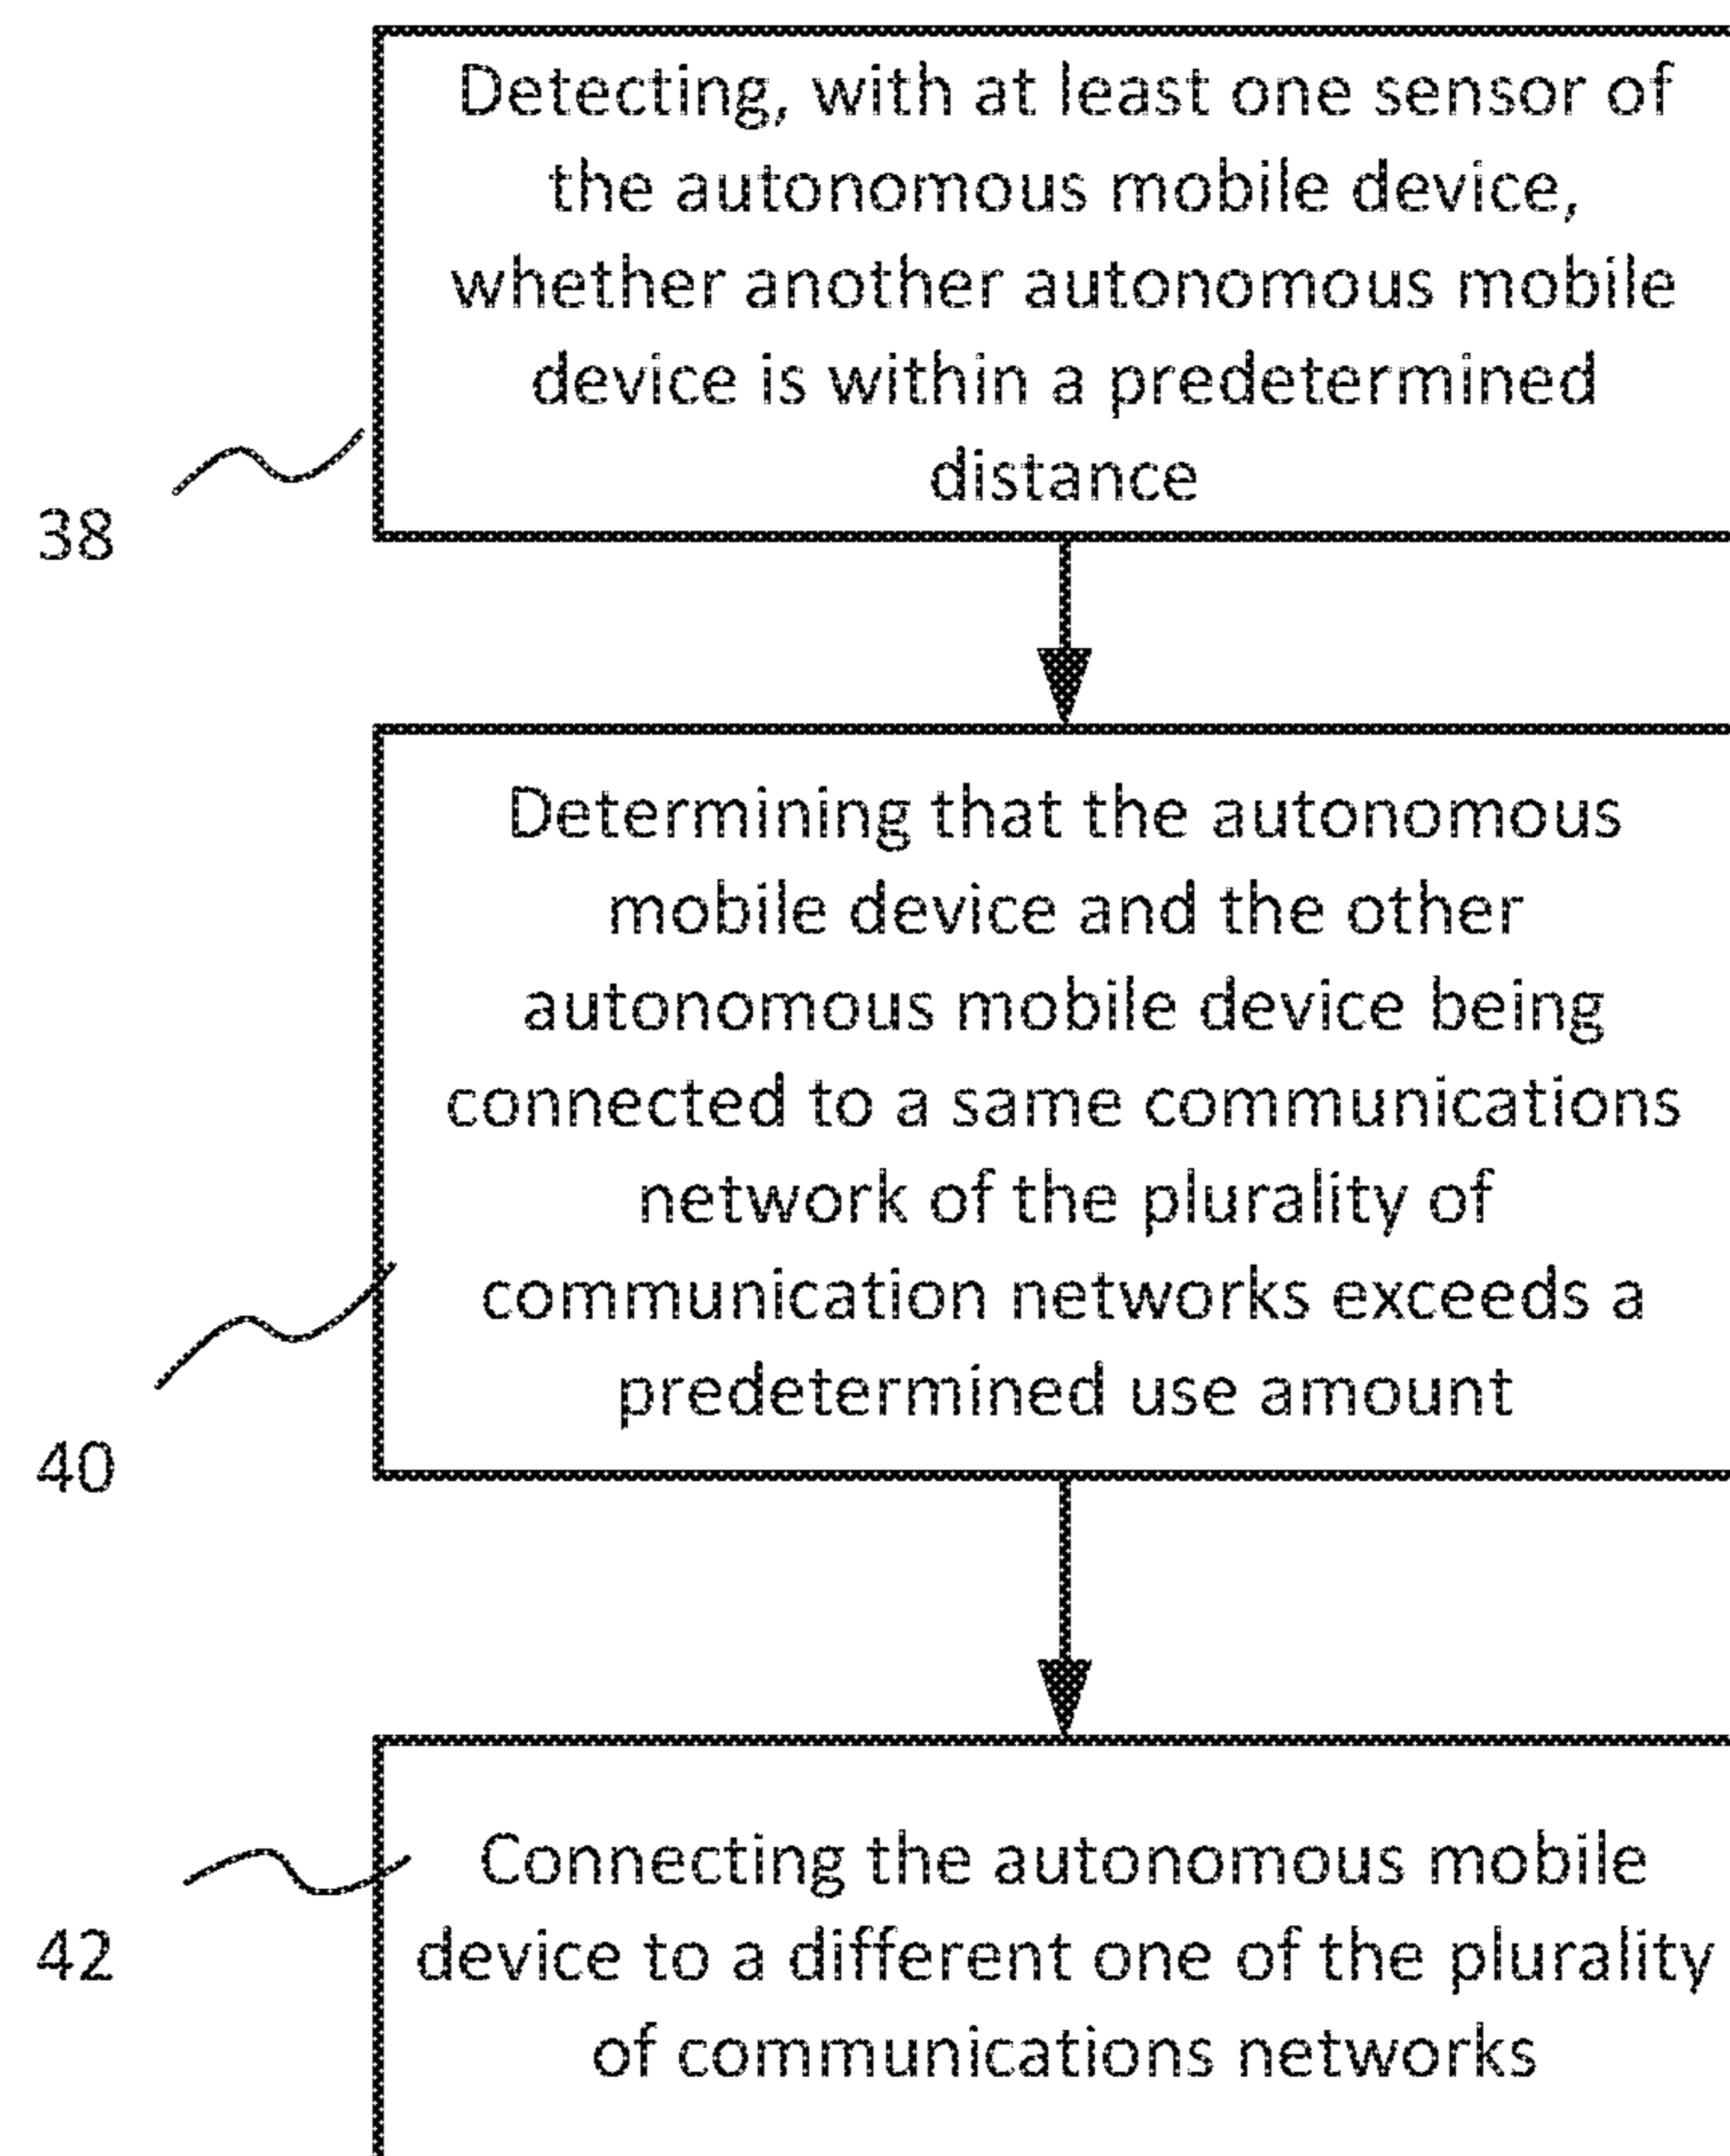 Detecting, with at least one sensor of
the autonomous mobile device,
whether another autonomous mobile
device is within a predetermined
distance
38
Determining that the autonomous
mobile device and the other
autonomous mobile device being
connected to a same communications
network of the plurality of
communication networks exceeds a
predetermined use amount
40
Connecting the autonomous mobile
device to a different one of the plurality
of communications networks
42